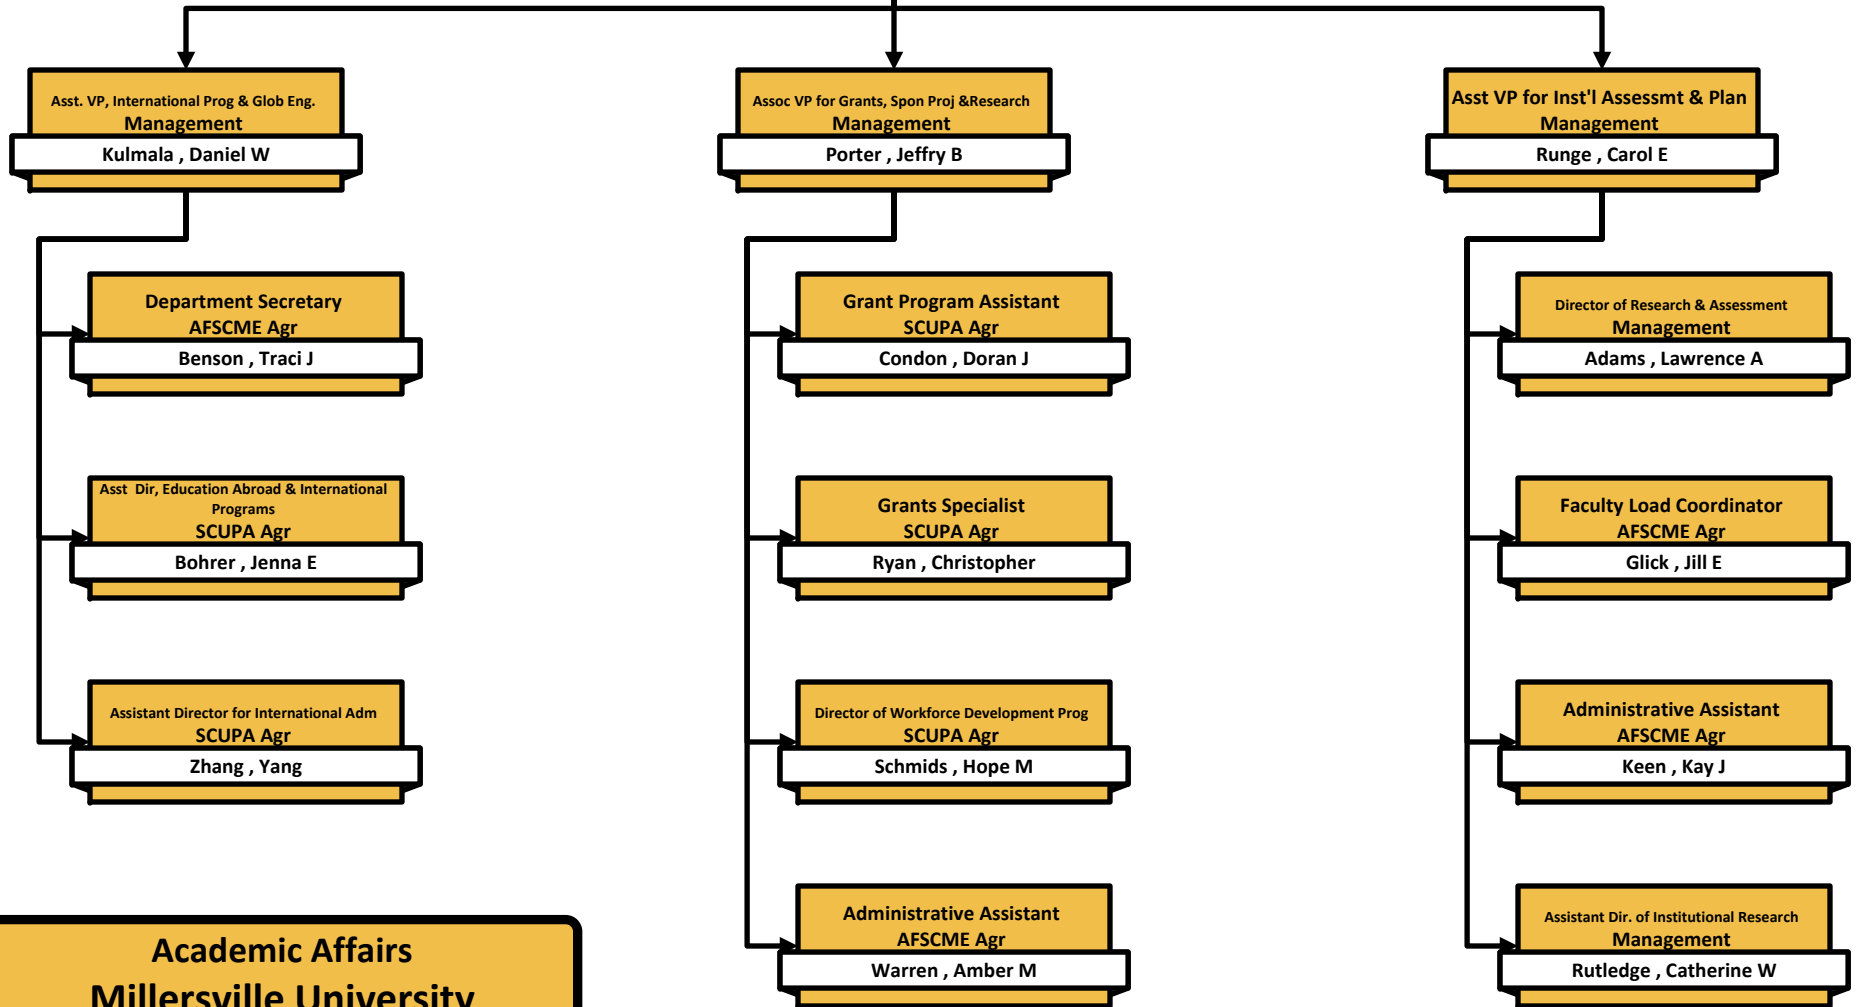 Asst. VP, International Prog & Glob Eng.
Management
Kulmala , Daniel W
Department Secretary
AFSCME Agr
Benson , Traci J
Asst  Dir, Education Abroad & International
Programs
SCUPA Agr
Bohrer , Jenna E
Assistant Director for International Adm
SCUPA Agr
Zhang , Yang
Assoc VP for Grants, Spon Proj &Research
Management
Porter , Jeffry B
Grant Program Assistant
SCUPA Agr
Condon , Doran J
Grants Specialist
SCUPA Agr
Ryan , Christopher
Director of Workforce Development Prog
SCUPA Agr
Schmids , Hope M
Administrative Assistant
AFSCME Agr
Warren , Amber M
Asst VP for Inst'l Assessmt & Plan
Management
Runge , Carol E
Director of Research & Assessment
Management
Adams , Lawrence A
Faculty Load Coordinator
AFSCME Agr
Glick , Jill E
Administrative Assistant
AFSCME Agr
Keen , Kay J
Assistant Dir. of Institutional Research
Management
Rutledge , Catherine W
Academic Affairs
Millersville University